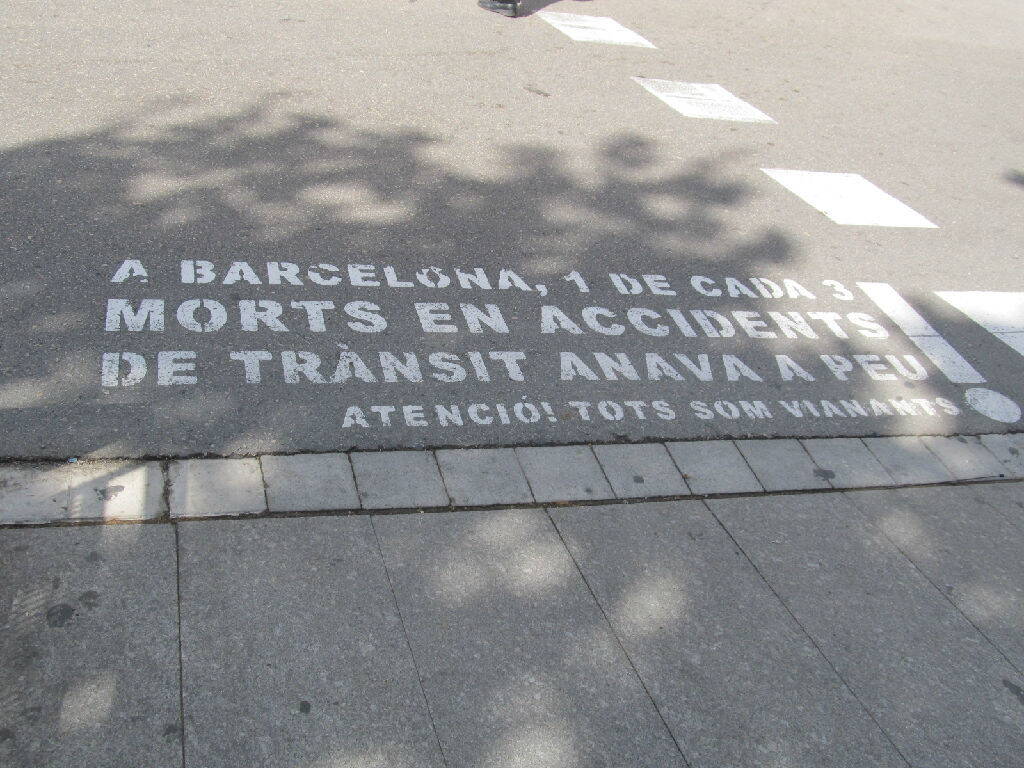 A BARCELONA, 1 DE CADA 3
MORTS EN ACCIDENTS
DE TRÀNSIT ANAVA A PEU
ATENCIÓ! TOTS SOM VIANANTS